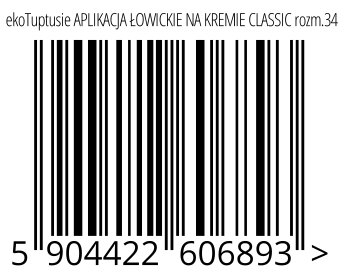 ekoTuptusie APLIKACJA ŁOWICKIE NA KREMIE CLASSIC rozm.34
5 904422 606893 >